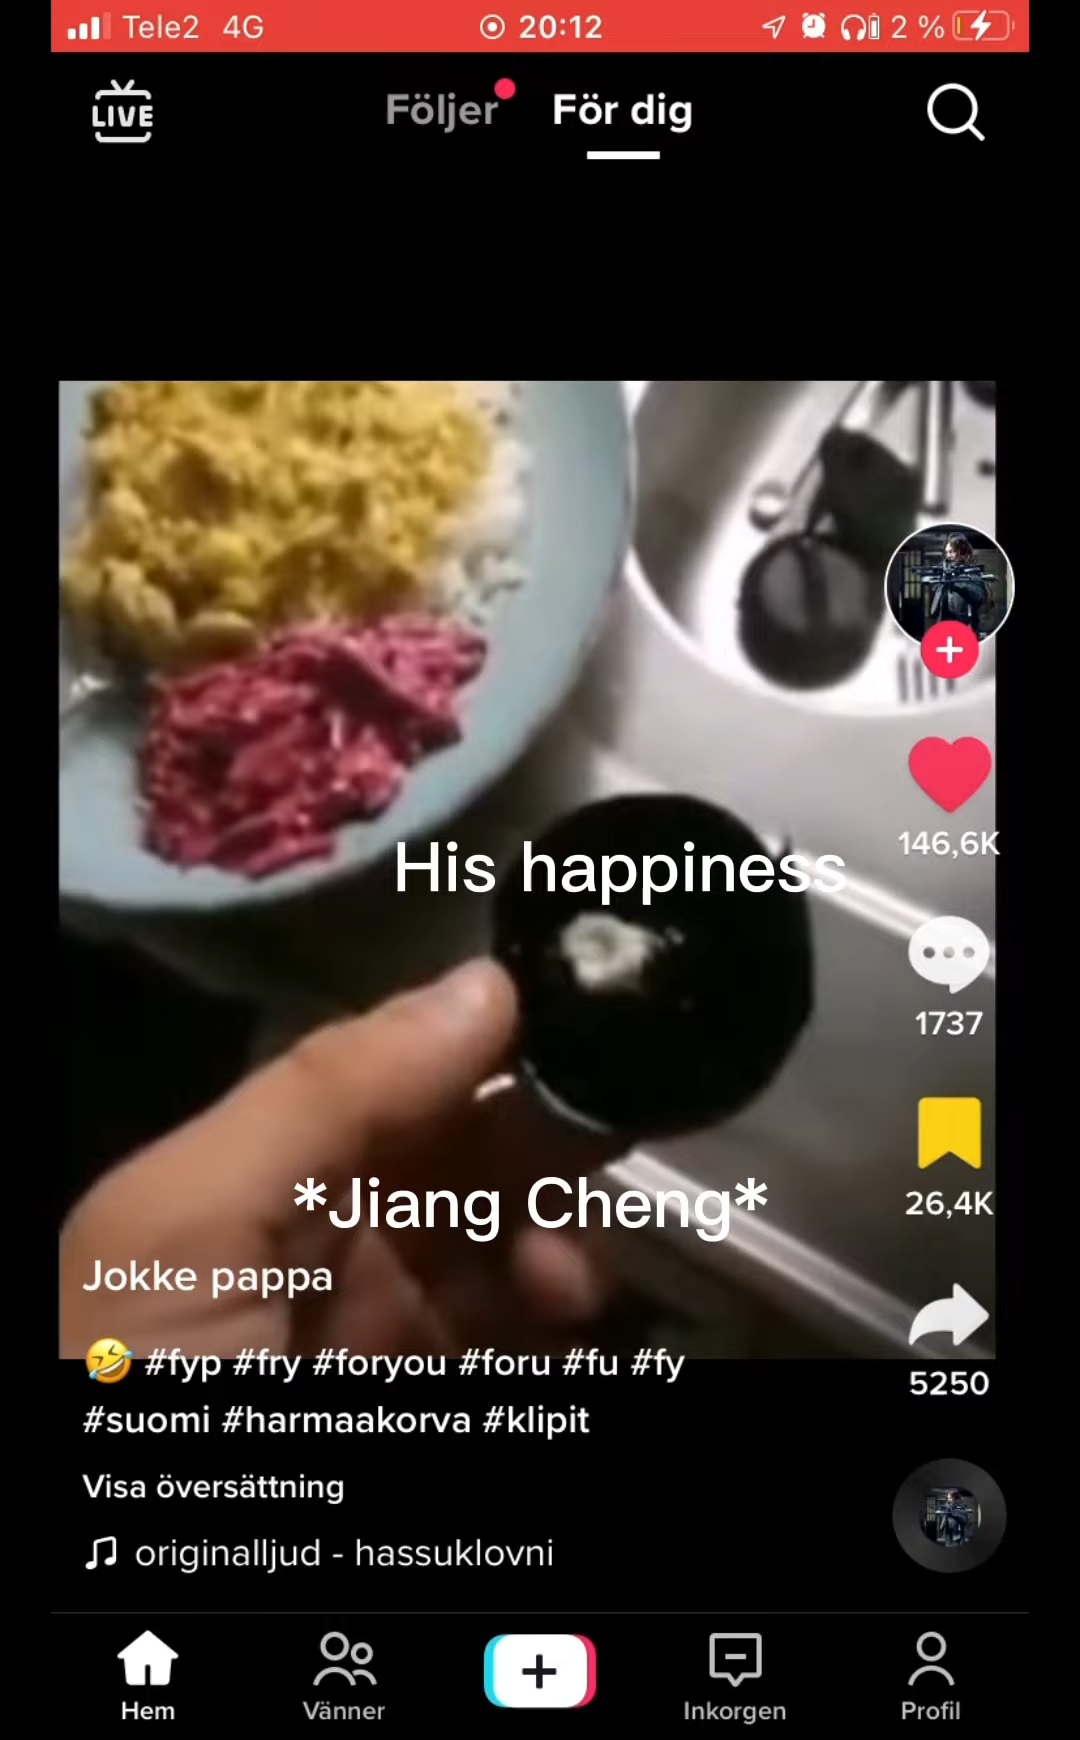 Tele2 4G 20:12 2 %
LIVE Följer För dig
His happiness
146,6K
1737
*Jiang Cheng*
26,4K
Jokke pappa
🤣 #fyp #fry #foryou #foru #fu #fy
5250
#suomi #harmaakorva #klipit
Visa översättning
originalljud - hassuklovni
Hem Vänner Inkorgen Profil